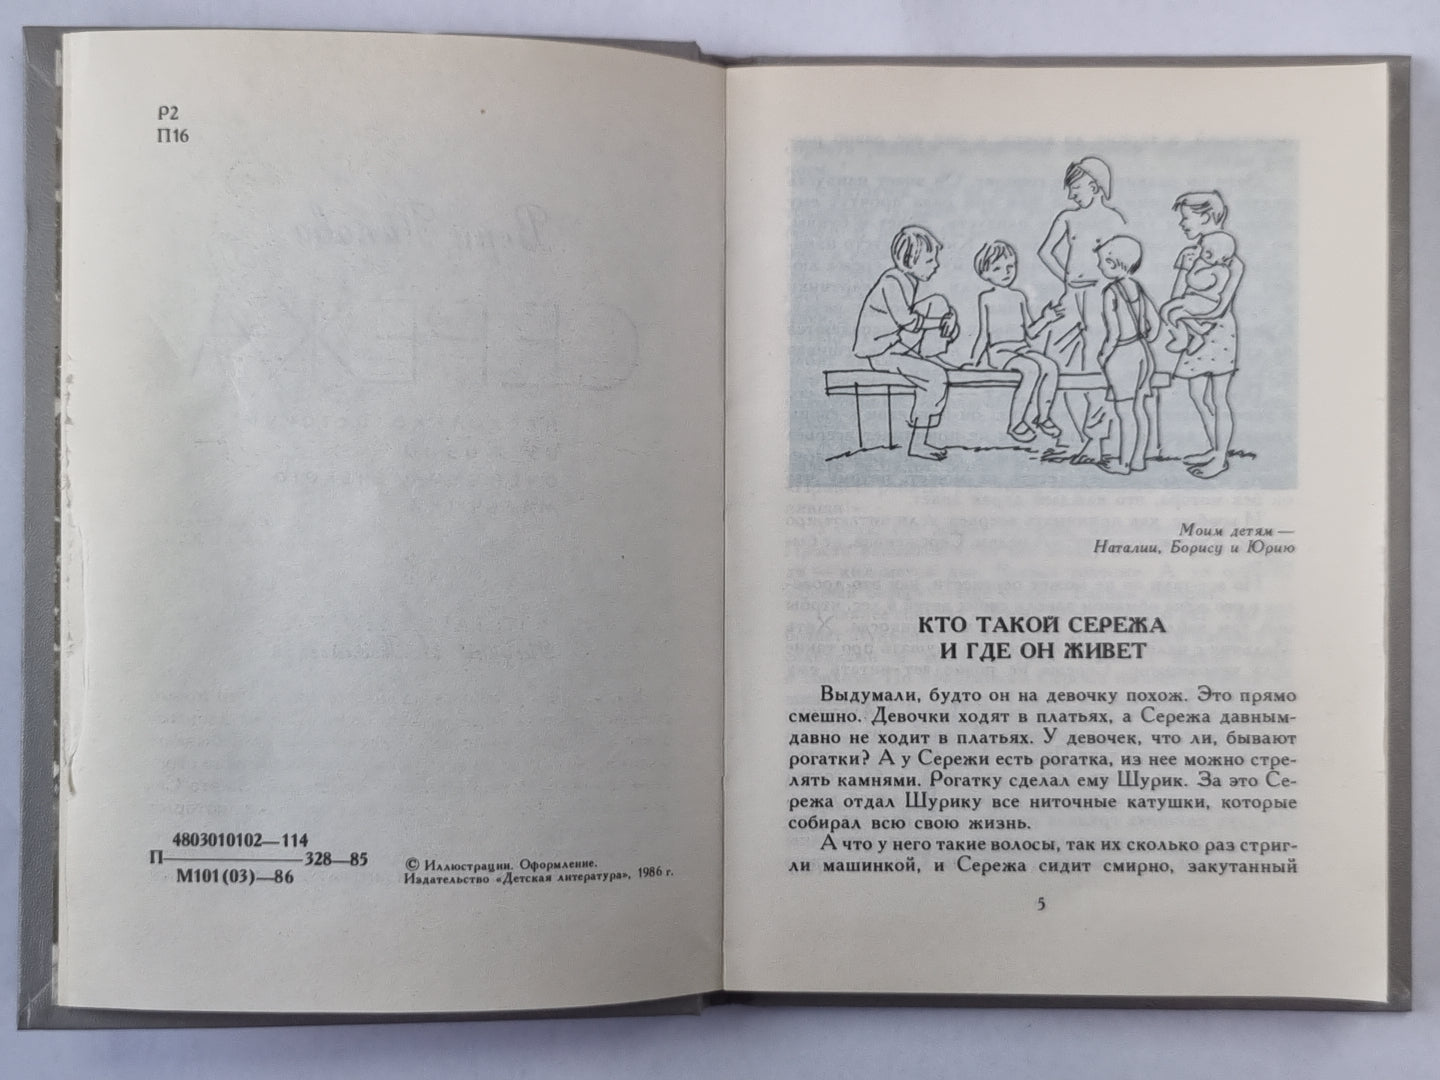 Р2
П16
4803010102—114
П————328—85
М101(03)—86
© Иллюстрации. Оформление.
Издательство «Детская литература», 1986 г.
Моим детям —
Наталии, Борису и Юрию
КТО ТАКОЙ СЕРЕЖА
И ГДЕ ОН ЖИВЕТ
Выдумали, будто он на девочку похож. Это прямо
смешно. Девочки ходят в платьях, а Сережа давным-
давно не ходит в платьях. У девочек, что ли, бывают
рогатки? А у Сережи есть рогатка, из нее можно стре-
лять камнями. Рогатку сделал ему Шурик. За это Се-
режа отдал Шурику все ниточные катушки, которые
собирал всю свою жизнь.
А что у него такие волосы, так их сколько раз стриг-
ли машинкой, и Сережа сидит смирно, закутанный
5